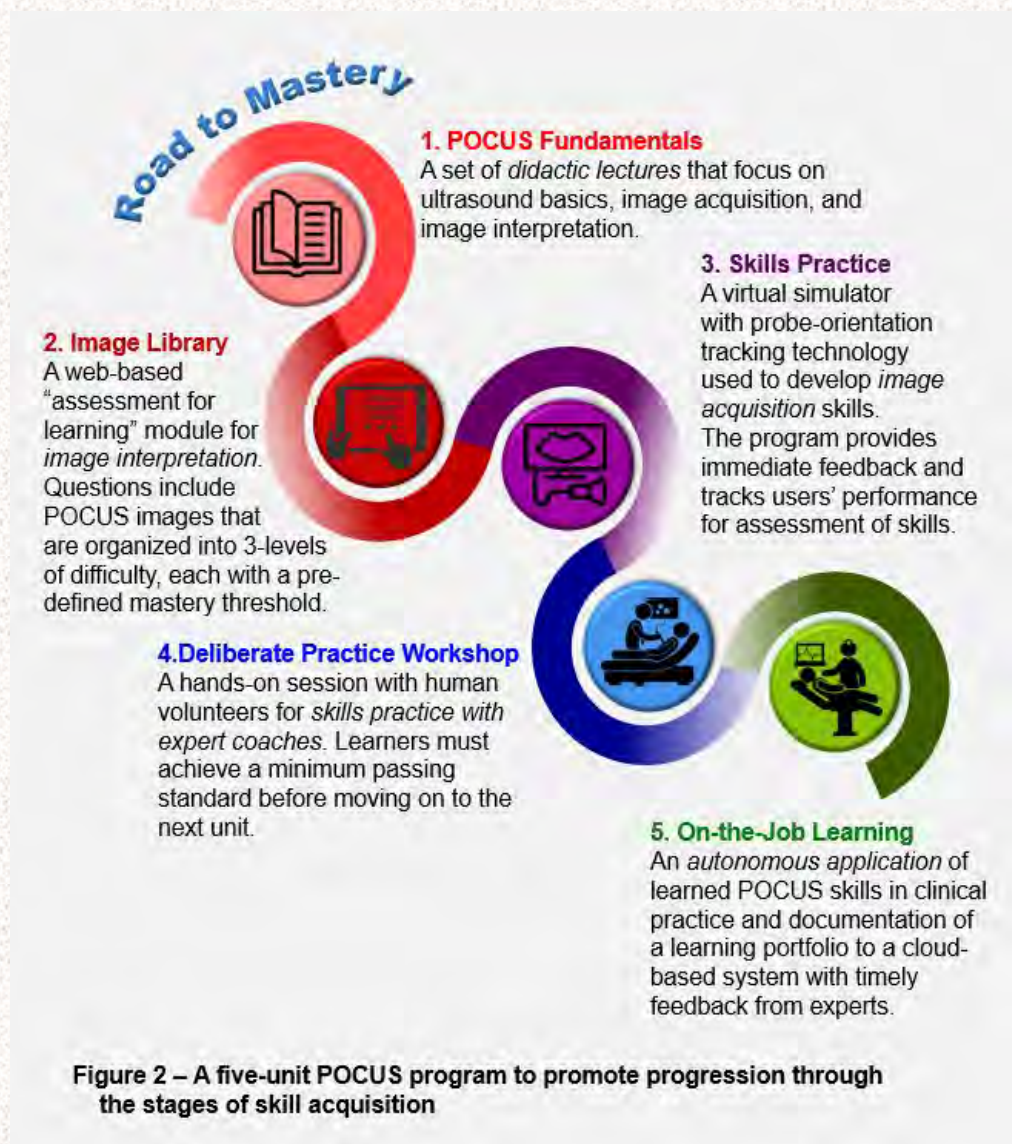 Road to Mastery
1. POCUS Fundamentals
A set of didactic lectures that focus on
ultrasound basics, image acquisition, and
image interpretation.
2. Image Library
A web-based
“assessment for
learning” module for
image interpretation.
Questions include
POCUS images that
are organized into 3-levels
of difficulty, each with a pre-
defined mastery threshold.
3. Skills Practice
A virtual simulator
with probe-orientation
tracking technology
used to develop image
acquisition skills.
The program provides
immediate feedback and
tracks users’ performance
for assessment of skills.
4.Deliberate Practice Workshop
A hands-on session with human
volunteers for skills practice with
expert coaches. Learners must
achieve a minimum passing
standard before moving on to the
next unit.
5. On-the-Job Learning
An autonomous application of
learned POCUS skills in clinical
practice and documentation of
a learning portfolio to a cloud-
based system with timely
feedback from experts.
Figure 2 – A five-unit POCUS program to promote progression through
the stages of skill acquisition